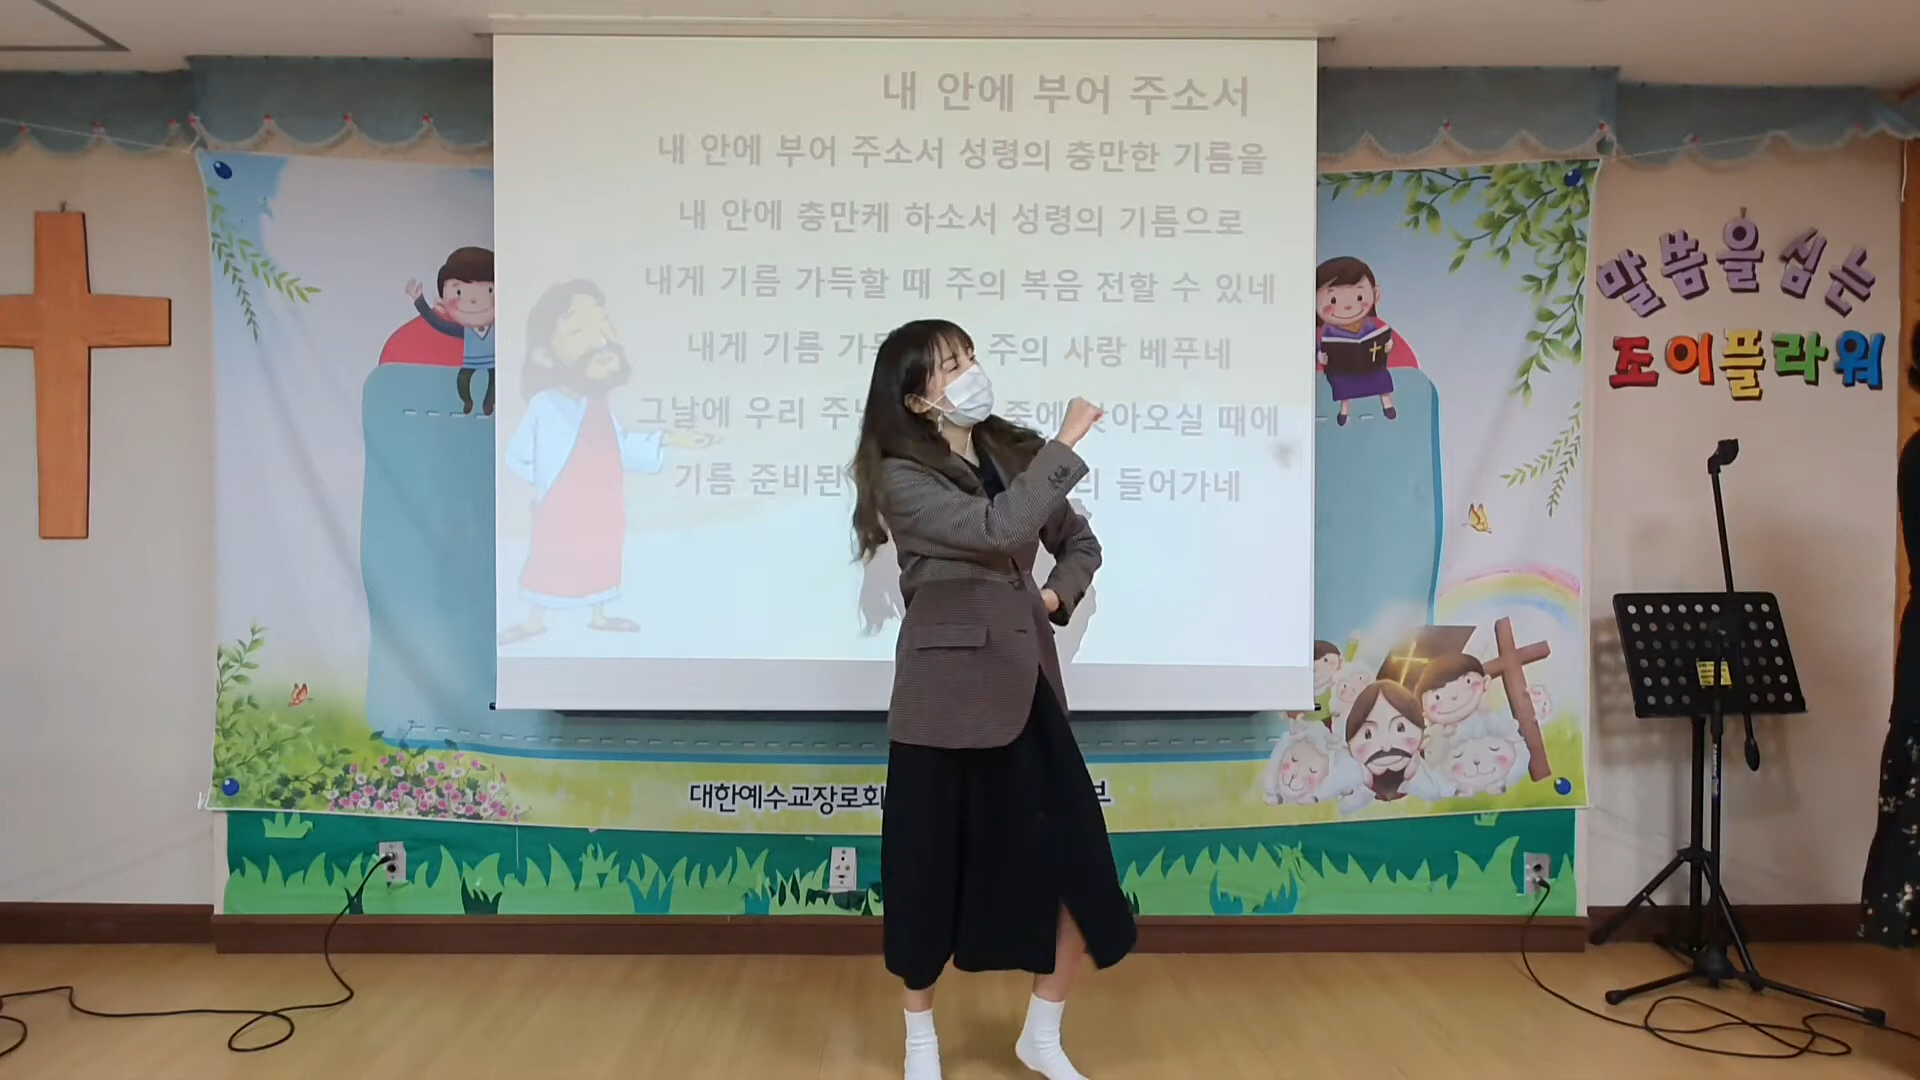 내 안에 부어 주소서
내 안에 부어 주소서 성령의 충만한 기름을
내 안에 충만케 하소서 성령의 기름으로
내게 기름 가득할 때 주의 복음 전할 수 있네
내게 기름 주의 사랑 베푸네
그날에 우리 중에 찾아오실 때에
기름 준비된 들어가네
말씀을 심는
조이플라워
대한예수교장로회